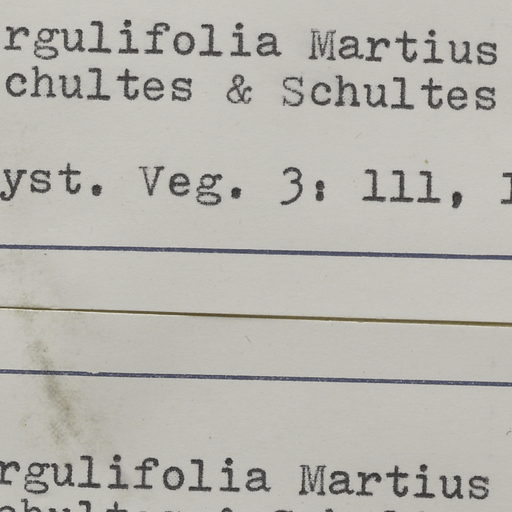 rgulifolia Martius
chultes & Schultes
yst. Veg. 3: 111,
rgulifolia Martius